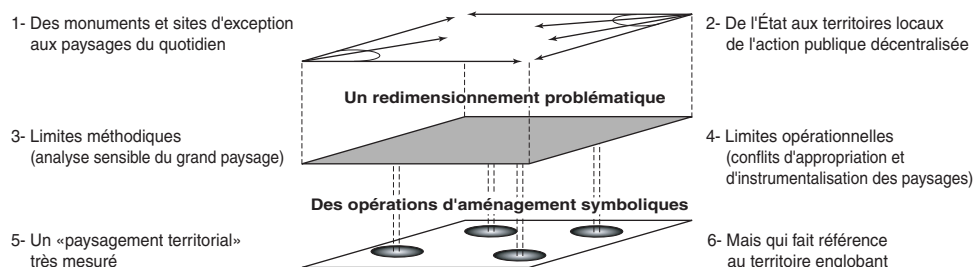 1- Des monuments et sites d'exception
aux paysages du quotidien
2- De l'État aux territoires locaux
de l'action publique décentralisée
Un redimensionnement problématique
3- Limites méthodiques
(analyse sensible du grand paysage)
4- Limites opérationnelles
(conflits d'appropriation et
d'instrumentalisation des paysages)
Des opérations d'aménagement symboliques
5- Un «paysagement territorial»
très mesuré
6- Mais qui fait référence
au territoire englobant